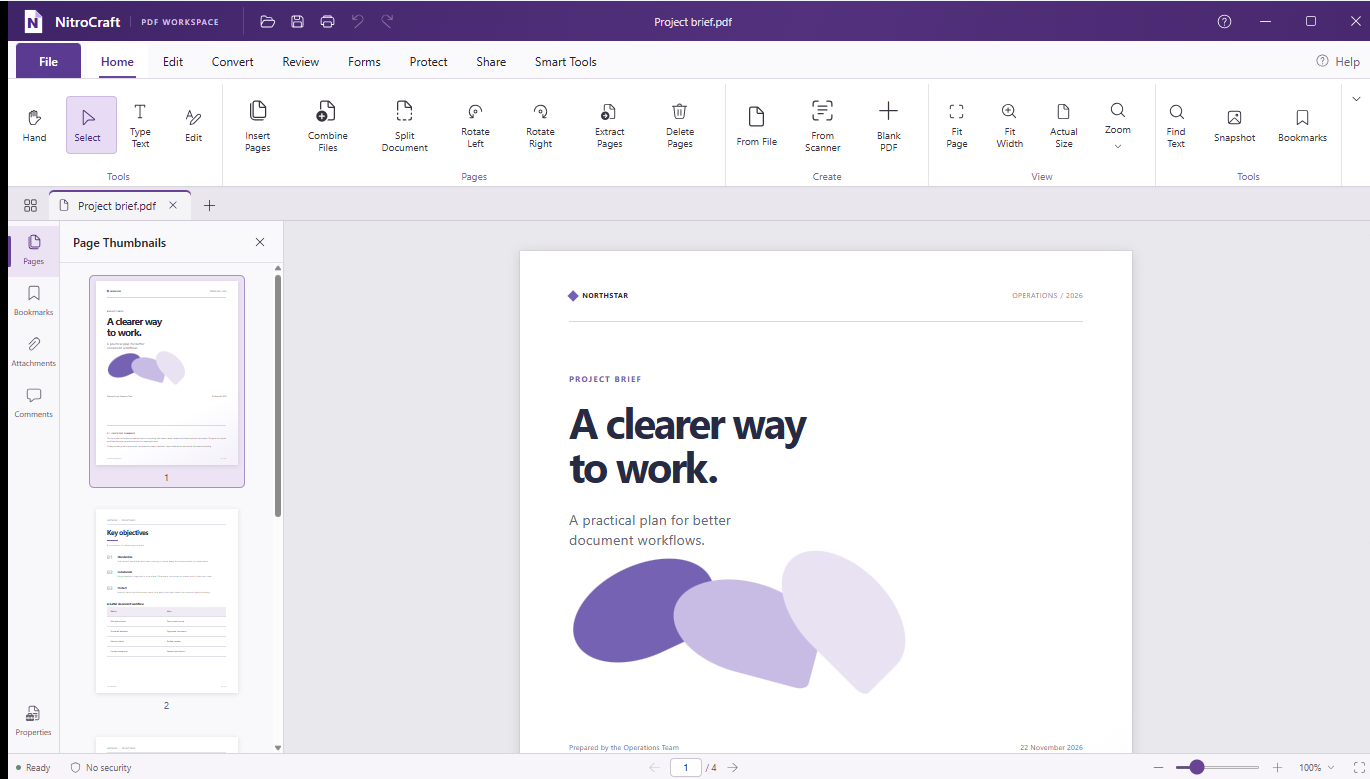 NitroCraft PDF WORKSPACE Project brief.pdf
File Home Edit Convert Review Forms Protect Share Smart Tools Help
Hand Select Type Text Edit Insert Pages Combine Files Split Document Rotate Left Rotate Right Extract Pages Delete Pages From File From Scanner Blank PDF Fit Page Fit Width Actual Size Zoom Find Text Snapshot Bookmarks
Tools Pages Create View Tools
Project brief.pdf
Pages
Bookmarks
Attachments
Comments
Properties
Page Thumbnails
A clearer way
to work.
1
Key objectives
2
NORTHSTAR OPERATIONS / 2026
PROJECT BRIEF
A clearer way
to work.
A practical plan for better
document workflows.
Prepared by the Operations Team 22 November 2026
Ready No security 1 / 4 100%